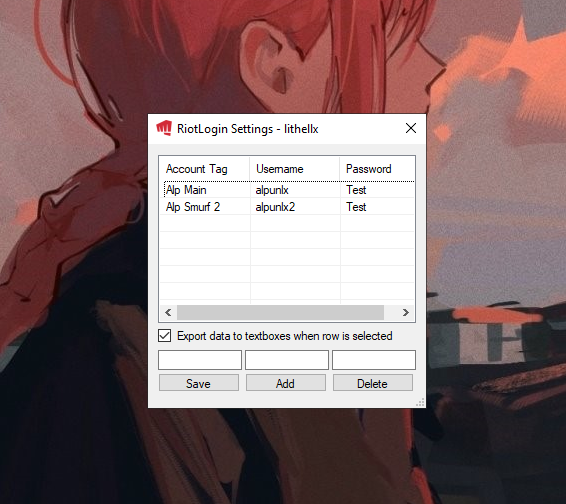 RiotLogin Settings - lithellx
Account Tag Username Password
Alp Main alpunlx Test
Alp Smurf 2 alpunlx2 Test
Export data to textboxes when row is selected
Save Add Delete